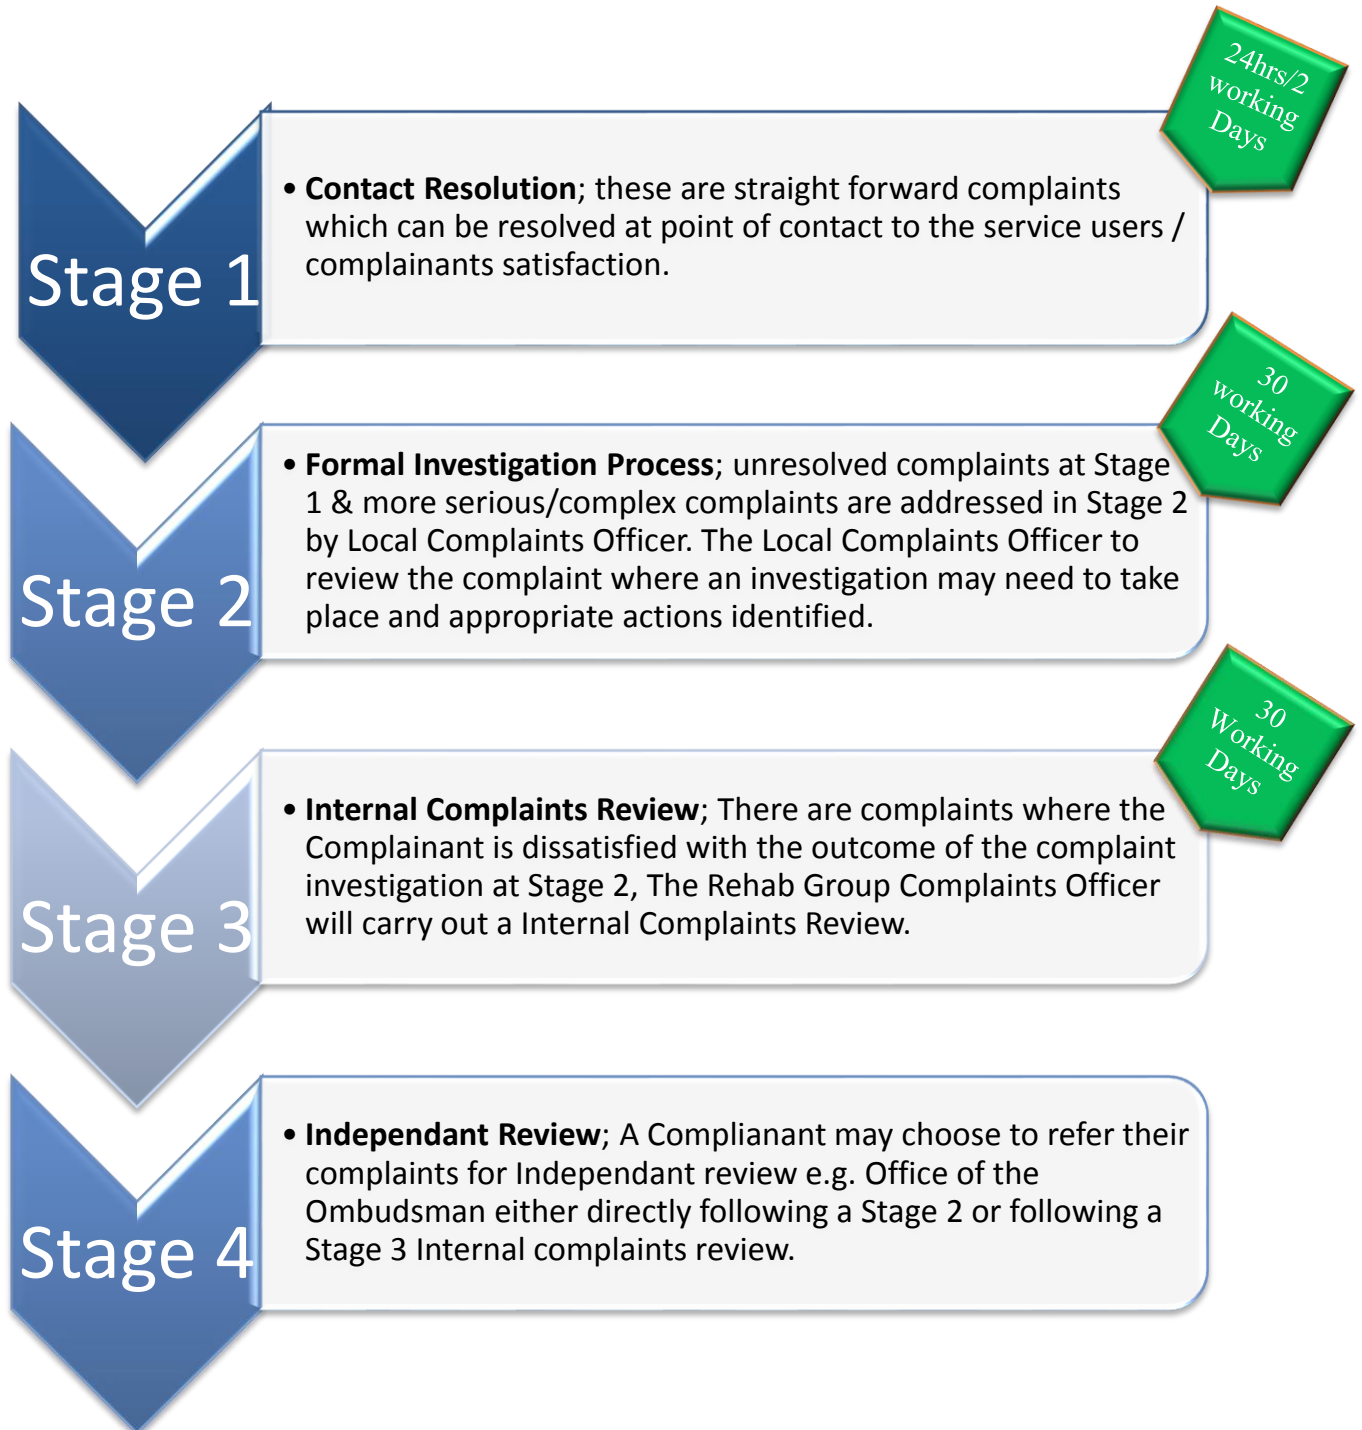 24hrs/2
working
Days
Stage 1
• Contact Resolution; these are straight forward complaints
which can be resolved at point of contact to the service users /
complainants satisfaction.
30
working
Days
Stage 2
• Formal Investigation Process; unresolved complaints at Stage
1 & more serious/complex complaints are addressed in Stage 2
by Local Complaints Officer. The Local Complaints Officer to
review the complaint where an investigation may need to take
place and appropriate actions identified.
30
Working
Days
Stage 3
• Internal Complaints Review; There are complaints where the
Complainant is dissatisfied with the outcome of the complaint
investigation at Stage 2, The Rehab Group Complaints Officer
will carry out a Internal Complaints Review.
Stage 4
• Independant Review; A Complianant may choose to refer their
complaints for Independant review e.g. Office of the
Ombudsman either directly following a Stage 2 or following a
Stage 3 Internal complaints review.